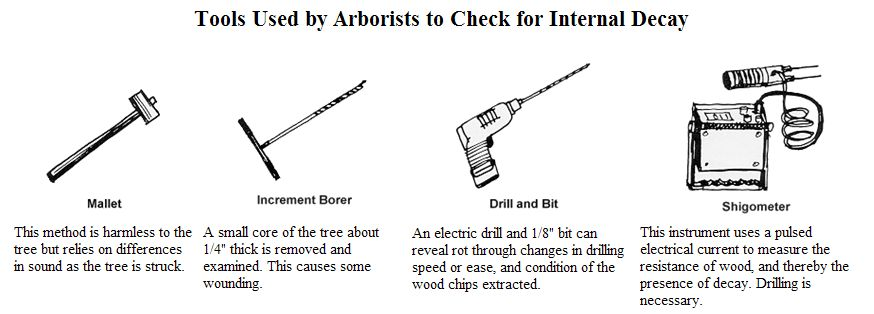 Tools Used by Arborists to Check for Internal Decay
Mallet
This method is harmless to the
tree but relies on differences
in sound as the tree is struck.
Increment Borer
A small core of the tree about
1/4" thick is removed and
examined. This causes some
wounding.
Drill and Bit
An electric drill and 1/8" bit can
reveal rot through changes in drilling
speed or ease, and condition of the
wood chips extracted.
Shigometer
This instrument uses a pulsed
electrical current to measure the
resistance of wood, and thereby the
presence of decay. Drilling is
necessary.